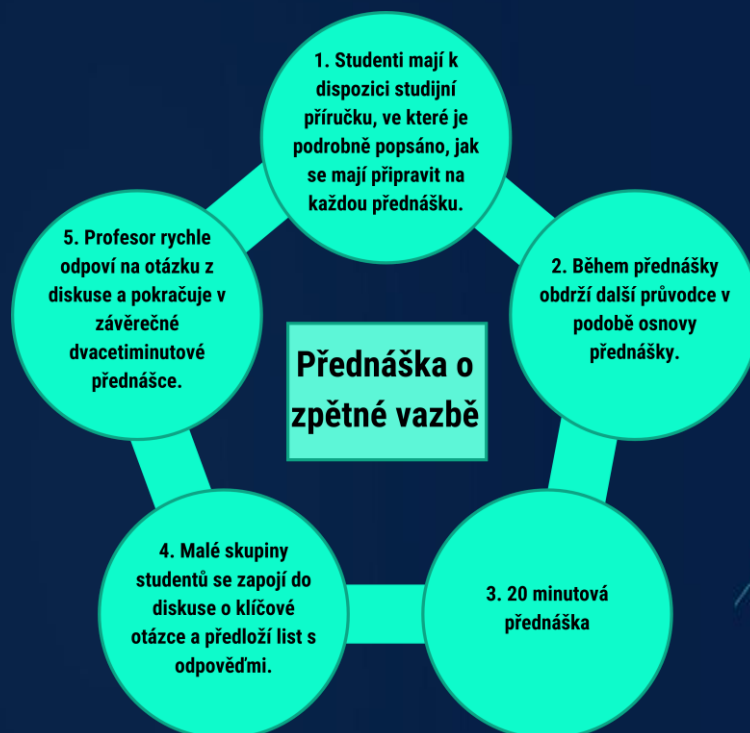 1. Studenti mají k
dispozici studijní
příručku, ve které je
podrobně popsáno, jak
se mají připravit na
každou přednášku.
2. Během přednášky
obdrží další průvodce v
podobě osnovy
přednášky.
3. 20 minutová
přednáška
4. Malé skupiny
studentů se zapojí do
diskuse o klíčové
otázce a předloží list s
odpověďmi.
5. Profesor rychle
odpoví na otázku z
diskuse a pokračuje v
závěrečné
dvacetiminutové
přednášce.
Přednáška o
zpětné vazbě